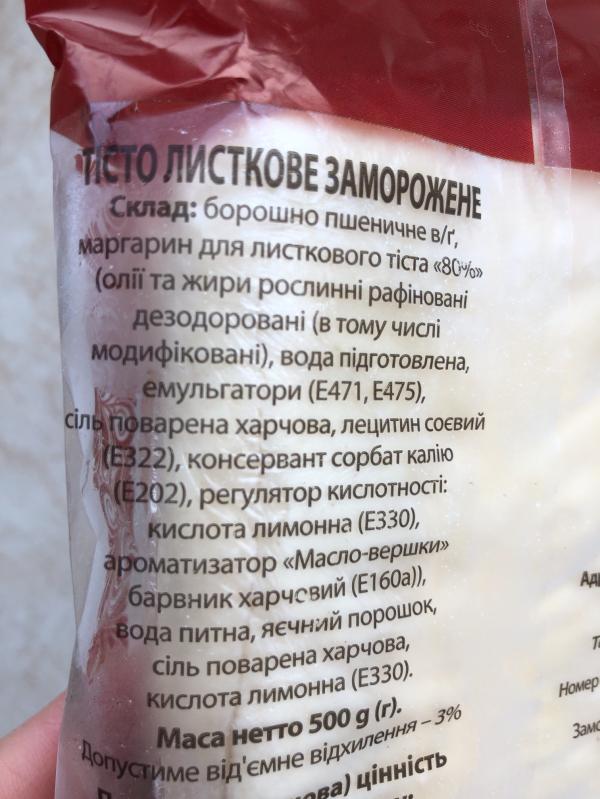 ТІСТО ЛИСТКОВЕ ЗАМОРОЖЕНЕ
Склад: борошно пшеничне в/ґ,
маргарин для листкового тіста «80%»
(олії та жири рослинні рафіновані
дезодоровані (в тому числі
модифіковані), вода підготовлена,
емульгатори (Е471, Е475),
сіль поварена харчова, лецитин соєвий
(Е322), консервант сорбат калію
(Е202), регулятор кислотності:
кислота лимонна (Е330),
ароматизатор «Масло-вершки»
барвник харчовий (Е160а)),
вода питна, яєчний порошок,
сіль поварена харчова,
кислота лимонна (Е330).
Маса нетто 500 g (г).
Допустиме від'ємне відхилення – 3%
цінність
Номер